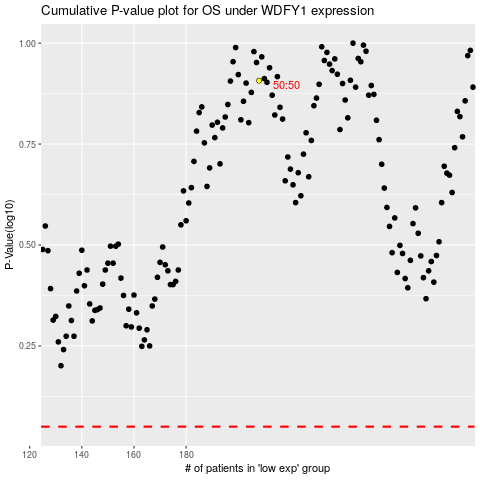 Cumulative P-value plot for OS under WDFY1 expression
P-Value(log10)
1.00
0.75
0.50
0.25
50:50
120 140 160 180
# of patients in 'low exp' group